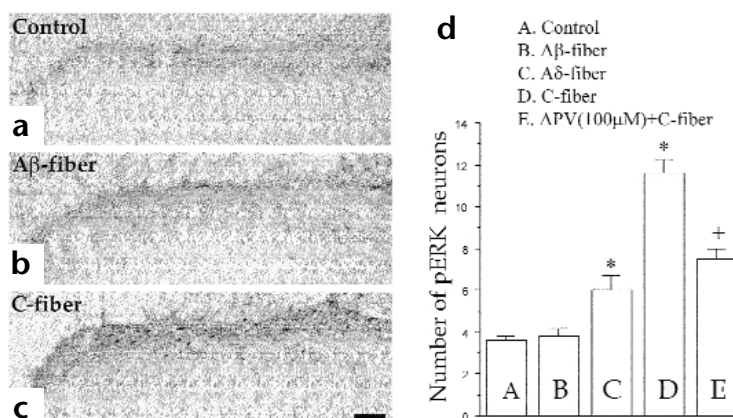 Control
a
Aβ-fiber
b
C-fiber
c
d
A. Control
B. Aβ-fiber
C. Aδ-fiber
D. C-fiber
E. APV(100μM)+C-fiber
Number of pERK neurons
14
12
10
8
6
4
2
0
*
*
+
A
B
C
D
E